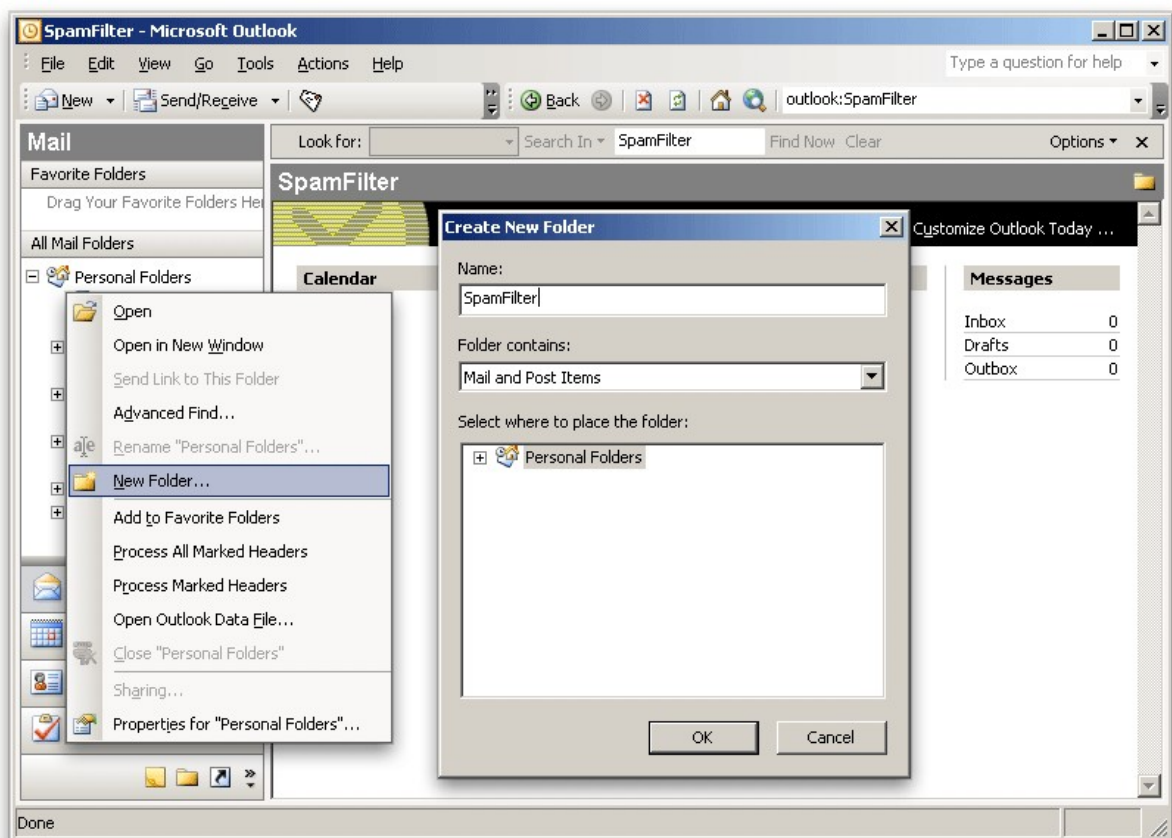 SpamFilter - Microsoft Outlook
File Edit View Go Tools Actions Help
Type a question for help
New Send/Receive
Back outlook:SpamFilter
Mail
Look for: Search In SpamFilter Find Now Clear Options
Favorite Folders
Drag Your Favorite Folders Her
All Mail Folders
Personal Folders
SpamFilter
Customize Outlook Today ...
Calendar
Messages
Inbox 0
Drafts 0
Outbox 0
Open
Open in New Window
Send Link to This Folder
Advanced Find...
Rename "Personal Folders"...
New Folder...
Add to Favorite Folders
Process All Marked Headers
Process Marked Headers
Open Outlook Data File...
Close "Personal Folders"
Sharing...
Properties for "Personal Folders"...
Create New Folder
Name:
SpamFilter
Folder contains:
Mail and Post Items
Select where to place the folder:
Personal Folders
OK Cancel
Done